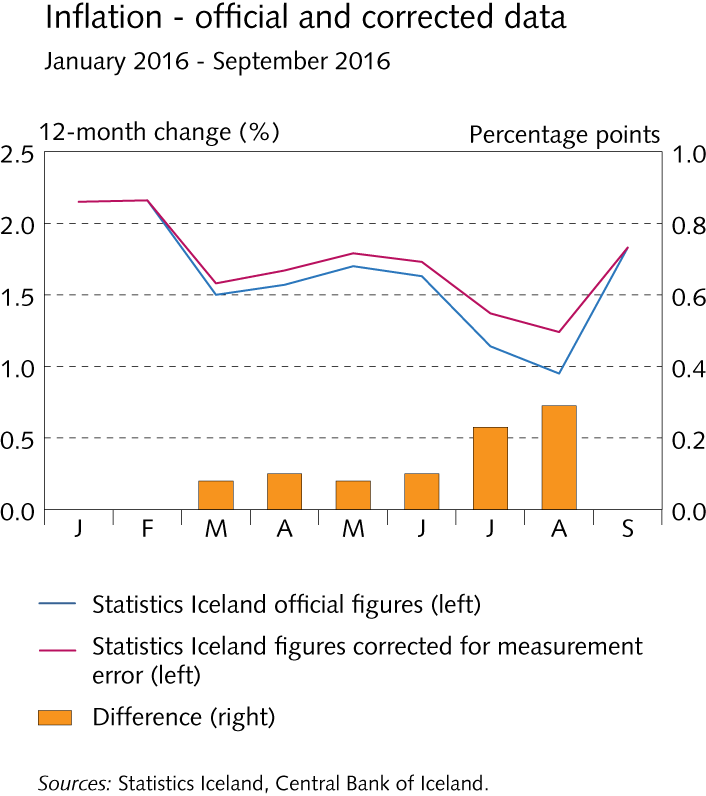 Inflation - official and corrected data
January 2016 - September 2016
12-month change (%)
Percentage points
2.5 1.0
2.0 0.8
1.5 0.6
1.0 0.4
0.5 0.2
0.0 0.0
J F M A M J J A S
Statistics Iceland official figures (left)
Statistics Iceland figures corrected for measurement
error (left)
Difference (right)
Sources: Statistics Iceland, Central Bank of Iceland.